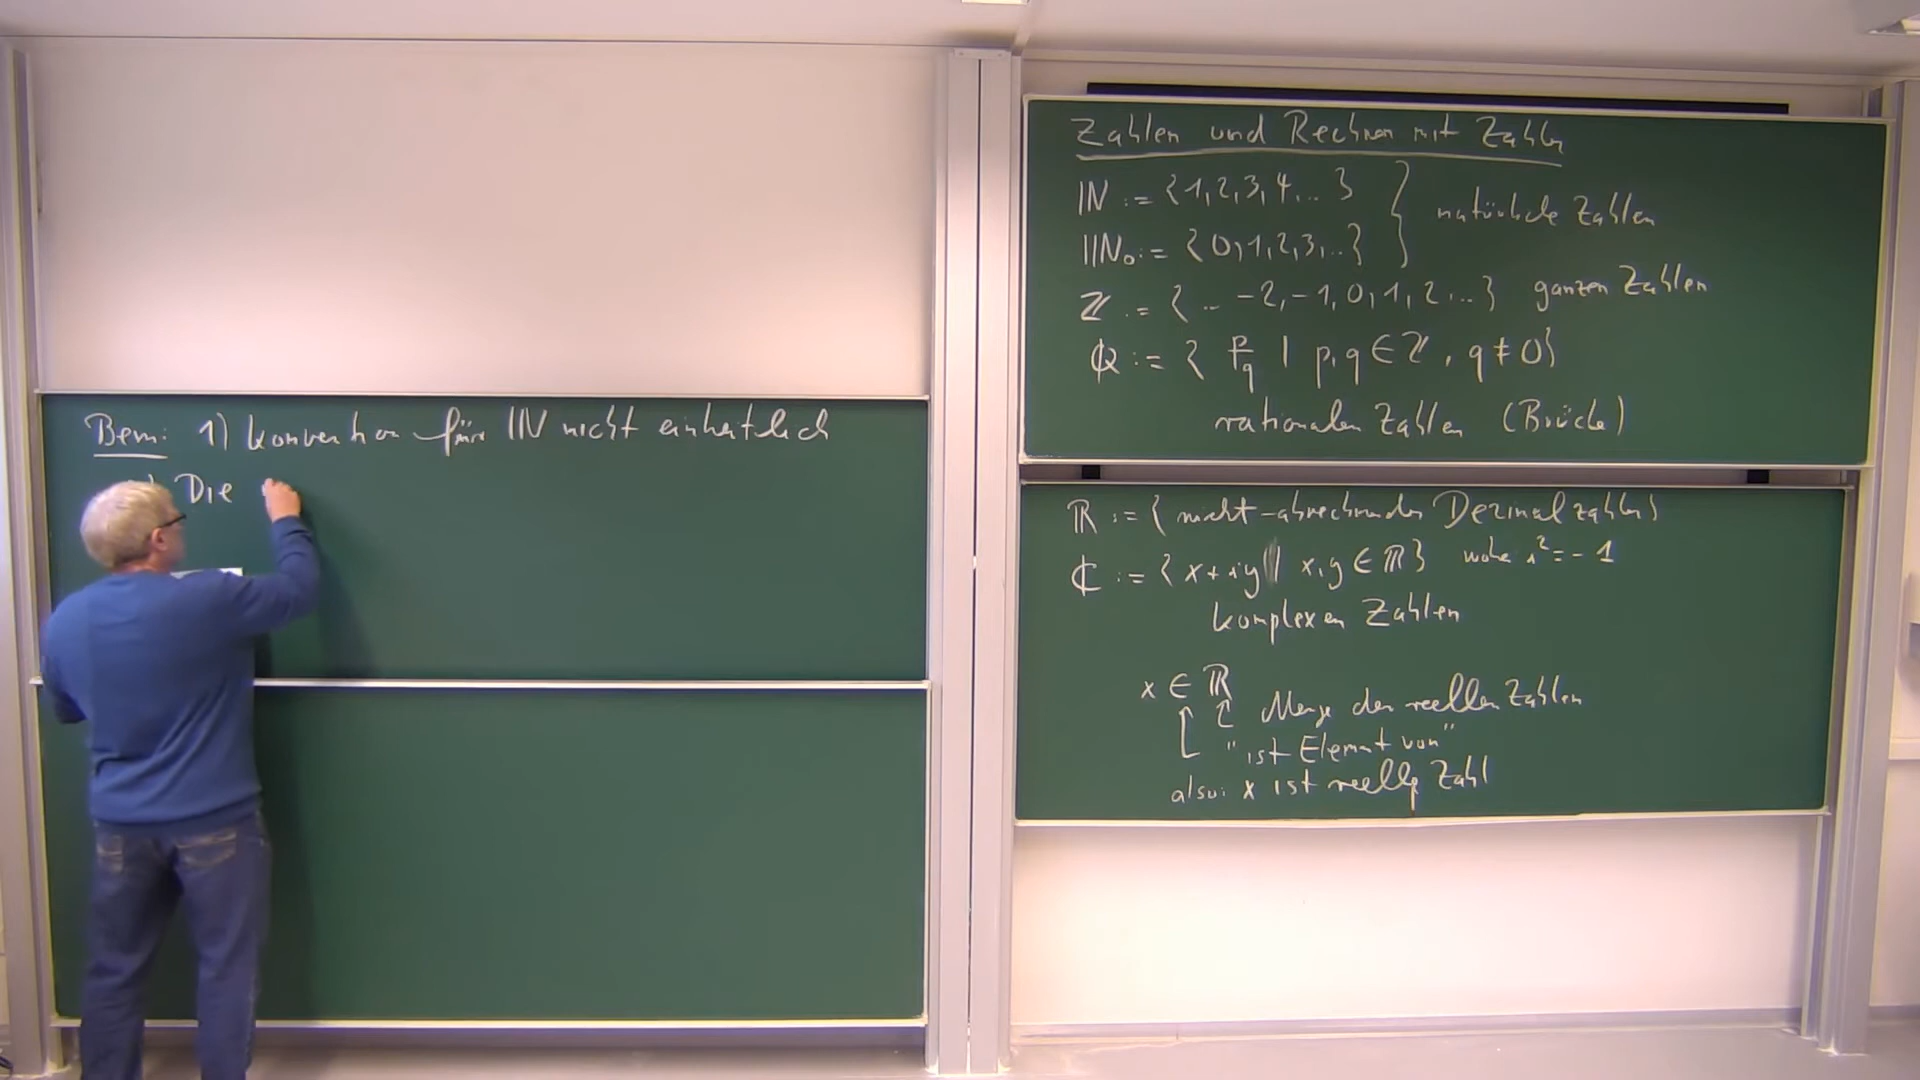 Bem: 1) Konvention für ℕ nicht einheitlich
) Die
Zahlen und Rechnen mit Zahlen
ℕ := {1,2,3,4,...}
natürliche Zahlen
ℕ₀ := {0,1,2,3,..}
ℤ := {.. -2,-1,0,1,2...} ganzen Zahlen
ℚ := { p/q | p,q ∈ ℤ, q ≠ 0}
rationalen Zahlen (Brüche)
ℝ := {nicht-abrechende Dezimalzahlen}
ℂ := {x+iy | x,y ∈ ℝ} wobei i² = -1
komplexen Zahlen
x ∈ ℝ
Menge der reellen Zahlen
"ist Element von"
also: x ist reelle Zahl